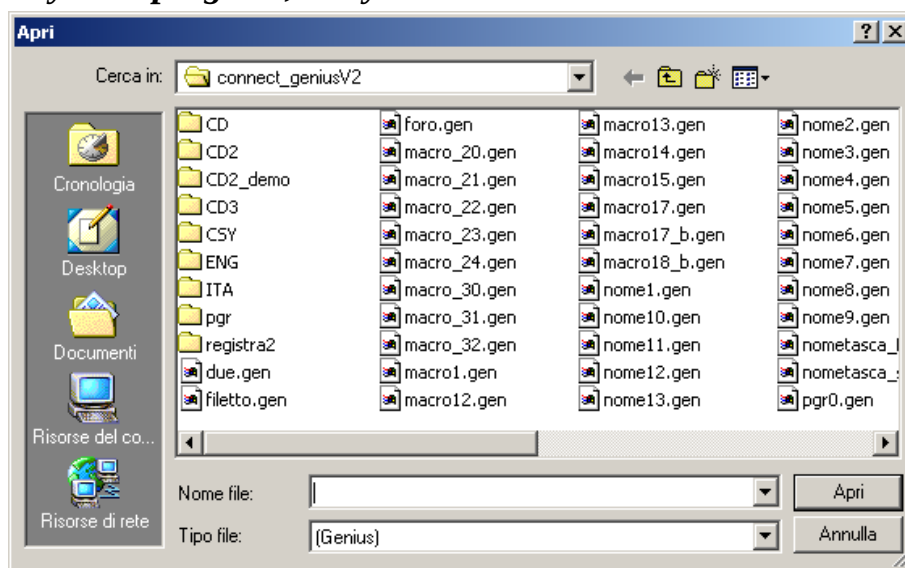 Apri
Cerca in: connect_geniusV2
Cronologia
Desktop
Documenti
Risorse del co...
Risorse di rete
CD
CD2
CD2_demo
CD3
CSY
ENG
ITA
pgr
registra2
due.gen
filetto.gen
foro.gen
macro_20.gen
macro_21.gen
macro_22.gen
macro_23.gen
macro_24.gen
macro_30.gen
macro_31.gen
macro_32.gen
macro1.gen
macro12.gen
macro13.gen
macro14.gen
macro15.gen
macro17.gen
macro17_b.gen
macro18_b.gen
nome1.gen
nome10.gen
nome11.gen
nome12.gen
nome13.gen
nome2.gen
nome3.gen
nome4.gen
nome5.gen
nome6.gen
nome7.gen
nome8.gen
nome9.gen
nometasca_
nometasca_
pgr0.gen
Nome file:
Apri
Tipo file: (Genius)
Annulla